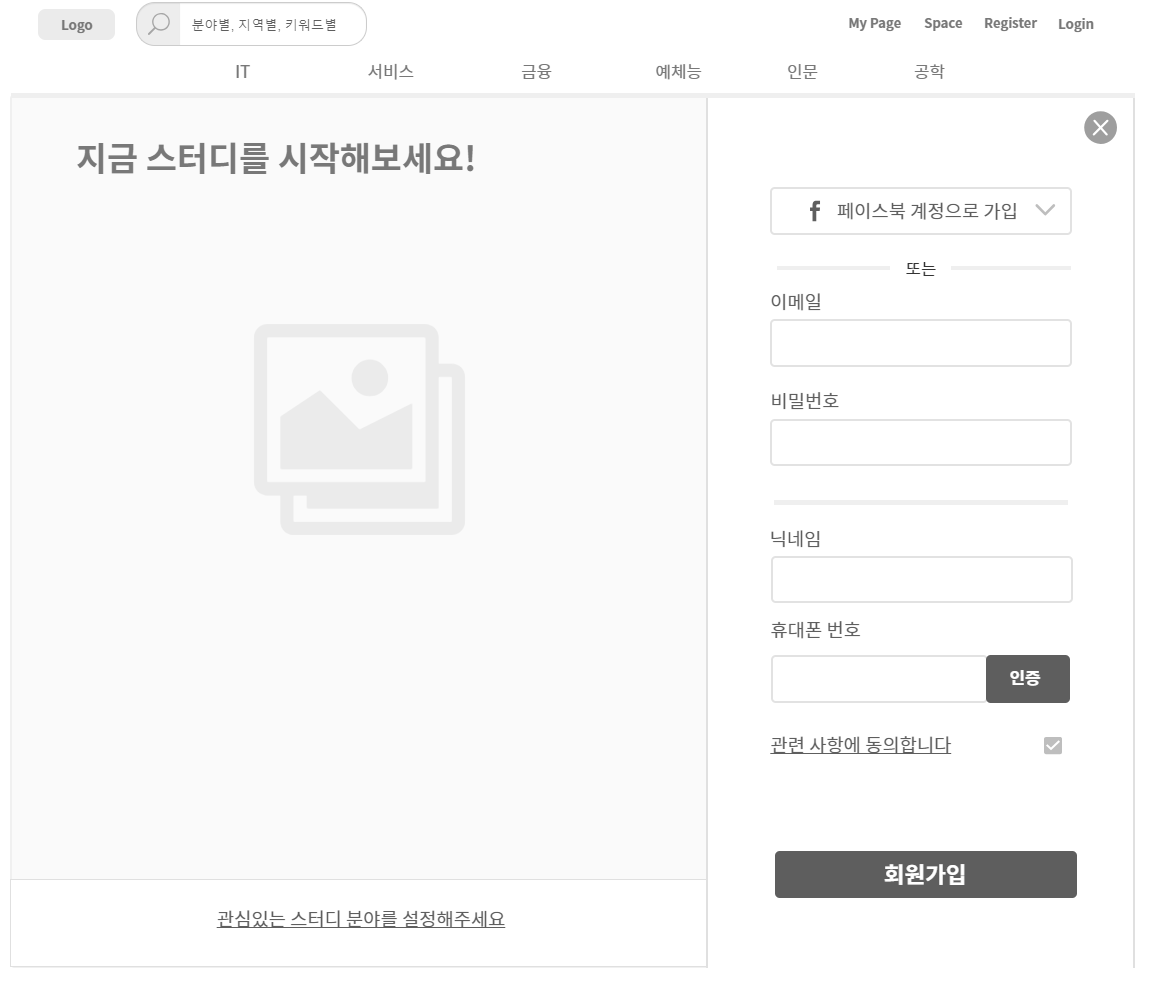 Logo
분야별, 지역별, 키워드별
My Page Space Register Login
IT 서비스 금융 예체능 인문 공학
지금 스터디를 시작해보세요!
관심있는 스터디 분야를 설정해주세요
f 페이스북 계정으로 가입
또는
이메일
비밀번호
닉네임
휴대폰 번호
인증
관련 사항에 동의합니다
회원가입